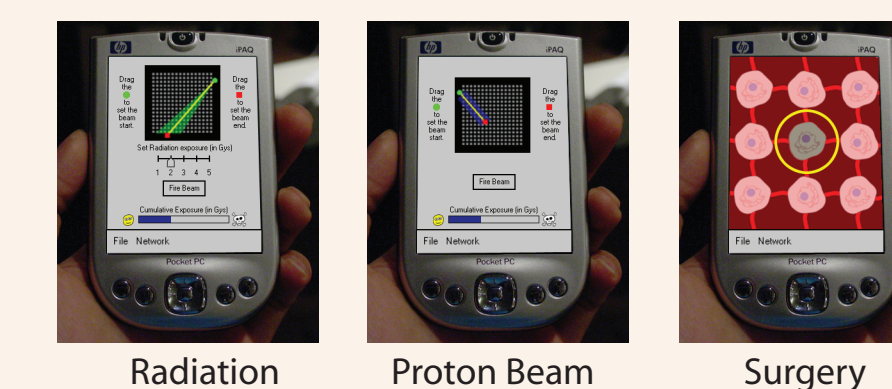 hp
iPAQ
Drag
the
to
set the
beam
start.
Drag
the
to
set the
beam
end.
Set Radiation exposure (in Gys)
1 2 3 4 5
Fire Beam
Cumulative Exposure (in Gys)
File Network
Pocket PC
Radiation
hp
iPAQ
Drag
the
to
set the
beam
start.
Drag
the
to
set the
beam
end.
Fire Beam
Cumulative Exposure (in Gys)
File Network
Pocket PC
Proton Beam
hp
iPAQ
File Network
Pocket PC
Surgery